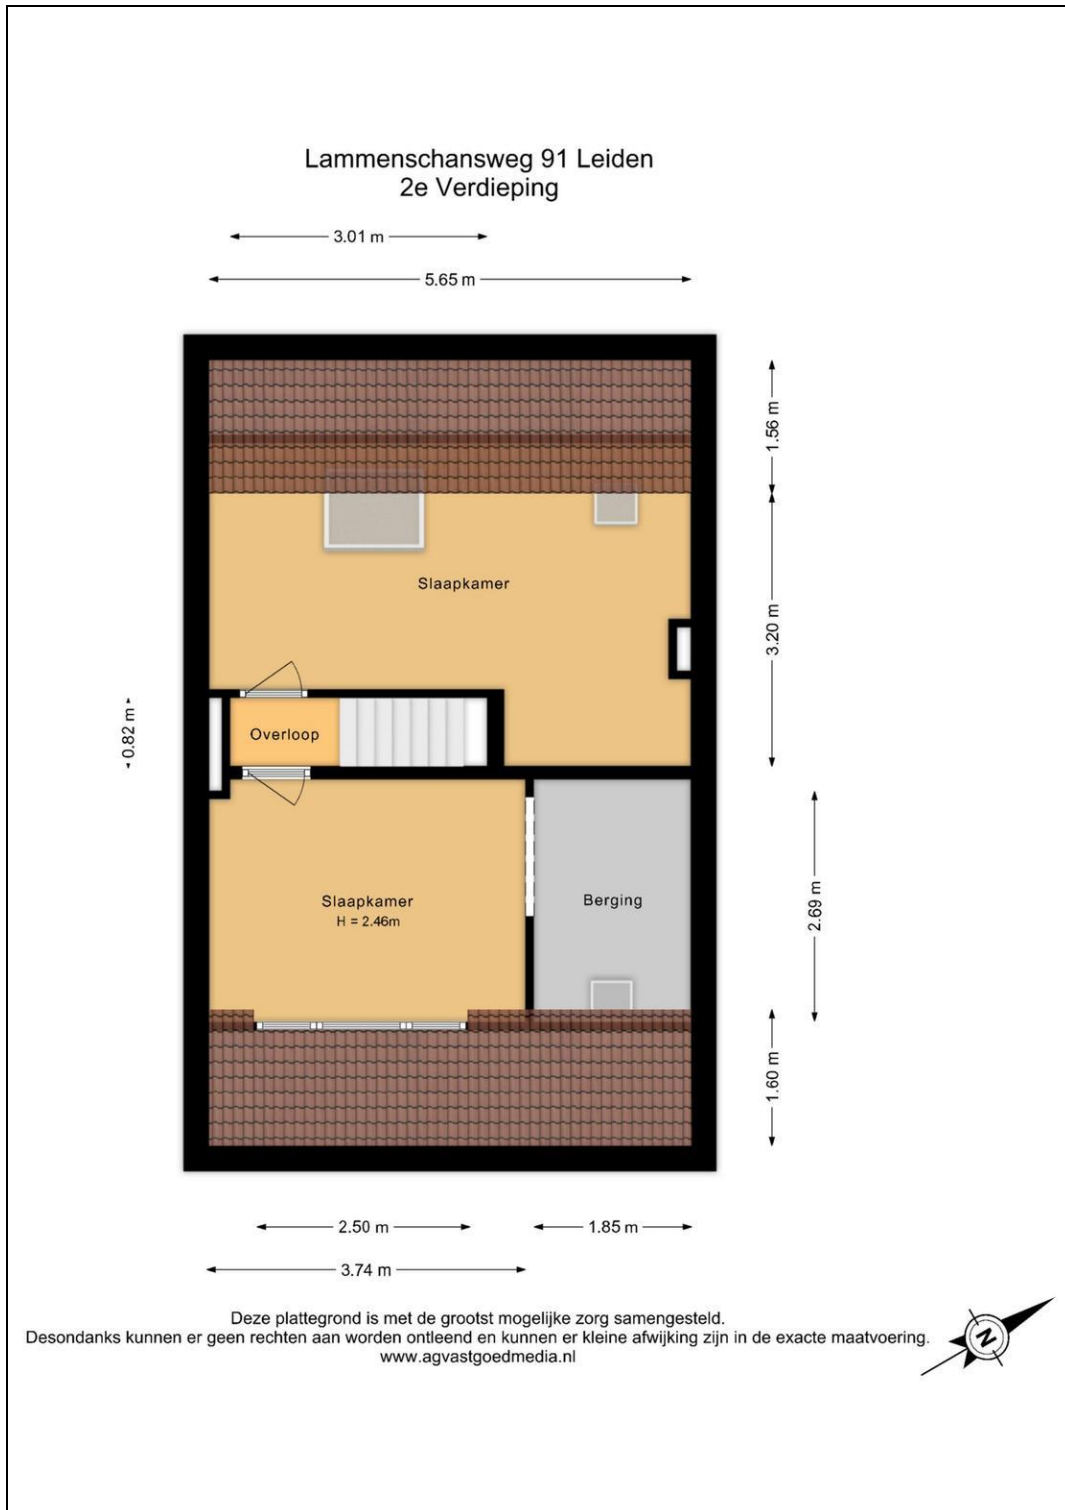 Lammenschansweg 91 Leiden
2e Verdieping
3.01 m
5.65 m
1.56 m
Slaapkamer
3.20 m
0.82 m
Overloop
Slaapkamer
H = 2.46m
Berging
2.69 m
1.60 m
2.50 m
1.85 m
3.74 m
Deze plattegrond is met de grootst mogelijke zorg samengesteld.
Desondanks kunnen er geen rechten aan worden ontleend en kunnen er kleine afwijking zijn in de exacte maatvoering.
www.agvastgoedmedia.nl
N